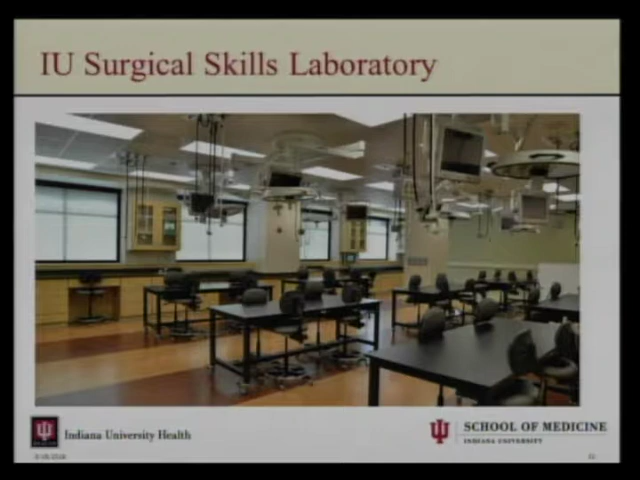 IU Surgical Skills Laboratory
Indiana University Health
SCHOOL OF MEDICINE
INDIANA UNIVERSITY